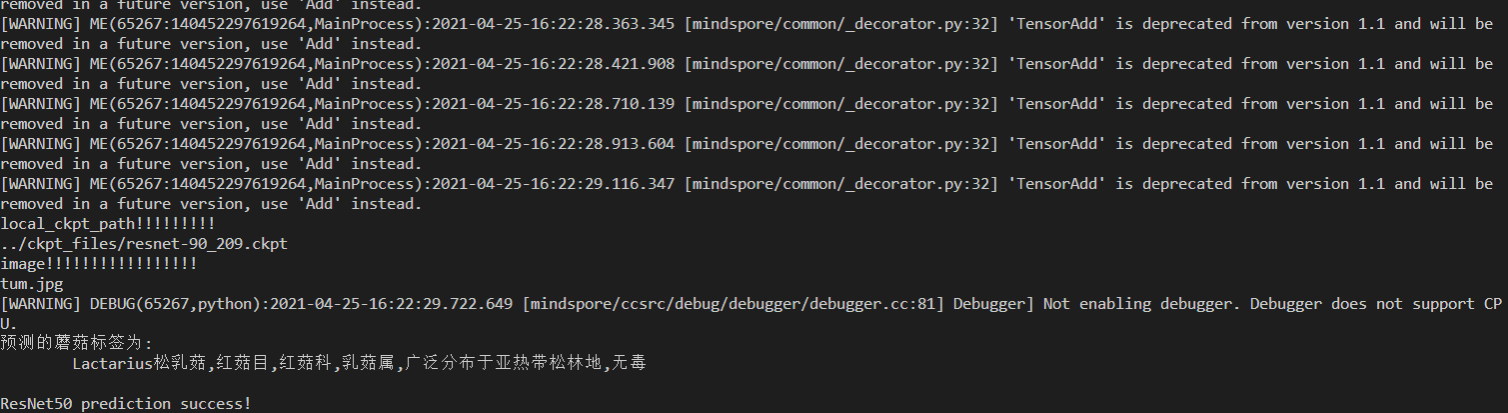 removed in a future version, use 'Add' instead.
[WARNING] ME(65267:140452297619264,MainProcess):2021-04-25-16:22:28.363.345 [mindspore/common/_decorator.py:32] 'TensorAdd' is deprecated from version 1.1 and will be
removed in a future version, use 'Add' instead.
[WARNING] ME(65267:140452297619264,MainProcess):2021-04-25-16:22:28.421.908 [mindspore/common/_decorator.py:32] 'TensorAdd' is deprecated from version 1.1 and will be
removed in a future version, use 'Add' instead.
[WARNING] ME(65267:140452297619264,MainProcess):2021-04-25-16:22:28.710.139 [mindspore/common/_decorator.py:32] 'TensorAdd' is deprecated from version 1.1 and will be
removed in a future version, use 'Add' instead.
[WARNING] ME(65267:140452297619264,MainProcess):2021-04-25-16:22:28.913.604 [mindspore/common/_decorator.py:32] 'TensorAdd' is deprecated from version 1.1 and will be
removed in a future version, use 'Add' instead.
[WARNING] ME(65267:140452297619264,MainProcess):2021-04-25-16:22:29.116.347 [mindspore/common/_decorator.py:32] 'TensorAdd' is deprecated from version 1.1 and will be
removed in a future version, use 'Add' instead.
local_ckpt_path!!!!!!!!!
../ckpt_files/resnet-90_209.ckpt
image!!!!!!!!!!!!!!!!!
tum.jpg
[WARNING] DEBUG(65267,python):2021-04-25-16:22:29.722.649 [mindspore/ccsrc/debug/debugger/debugger.cc:81] Debugger] Not enabling debugger. Debugger does not support CP
U.
预测的蘑菇标签为:
Lactarius松乳菇,红菇目,红菇科,乳菇属,广泛分布于亚热带松林地,无毒
ResNet50 prediction success!